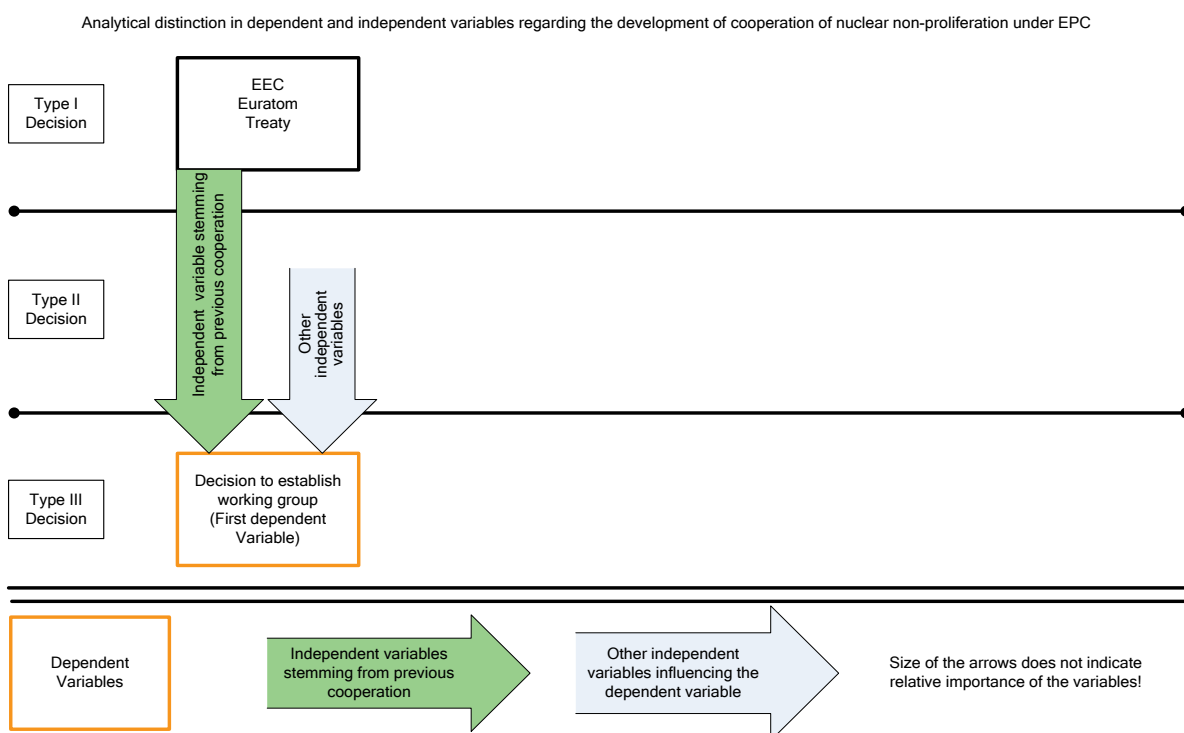 Analytical distinction in dependent and independent variables regarding the development of cooperation of nuclear non-proliferation under EPC
Type I
Decision
EEC
Euratom
Treaty
Independent variable stemming
from previous cooperation
Type II
Decision
Other
independent
variables
Type III
Decision
Decision to establish
working group
(First dependent
Variable)
Dependent
Variables
Independent variables
stemming from previous
cooperation
Other independent
variables influencing the
dependent variable
Size of the arrows does not indicate
relative importance of the variables!